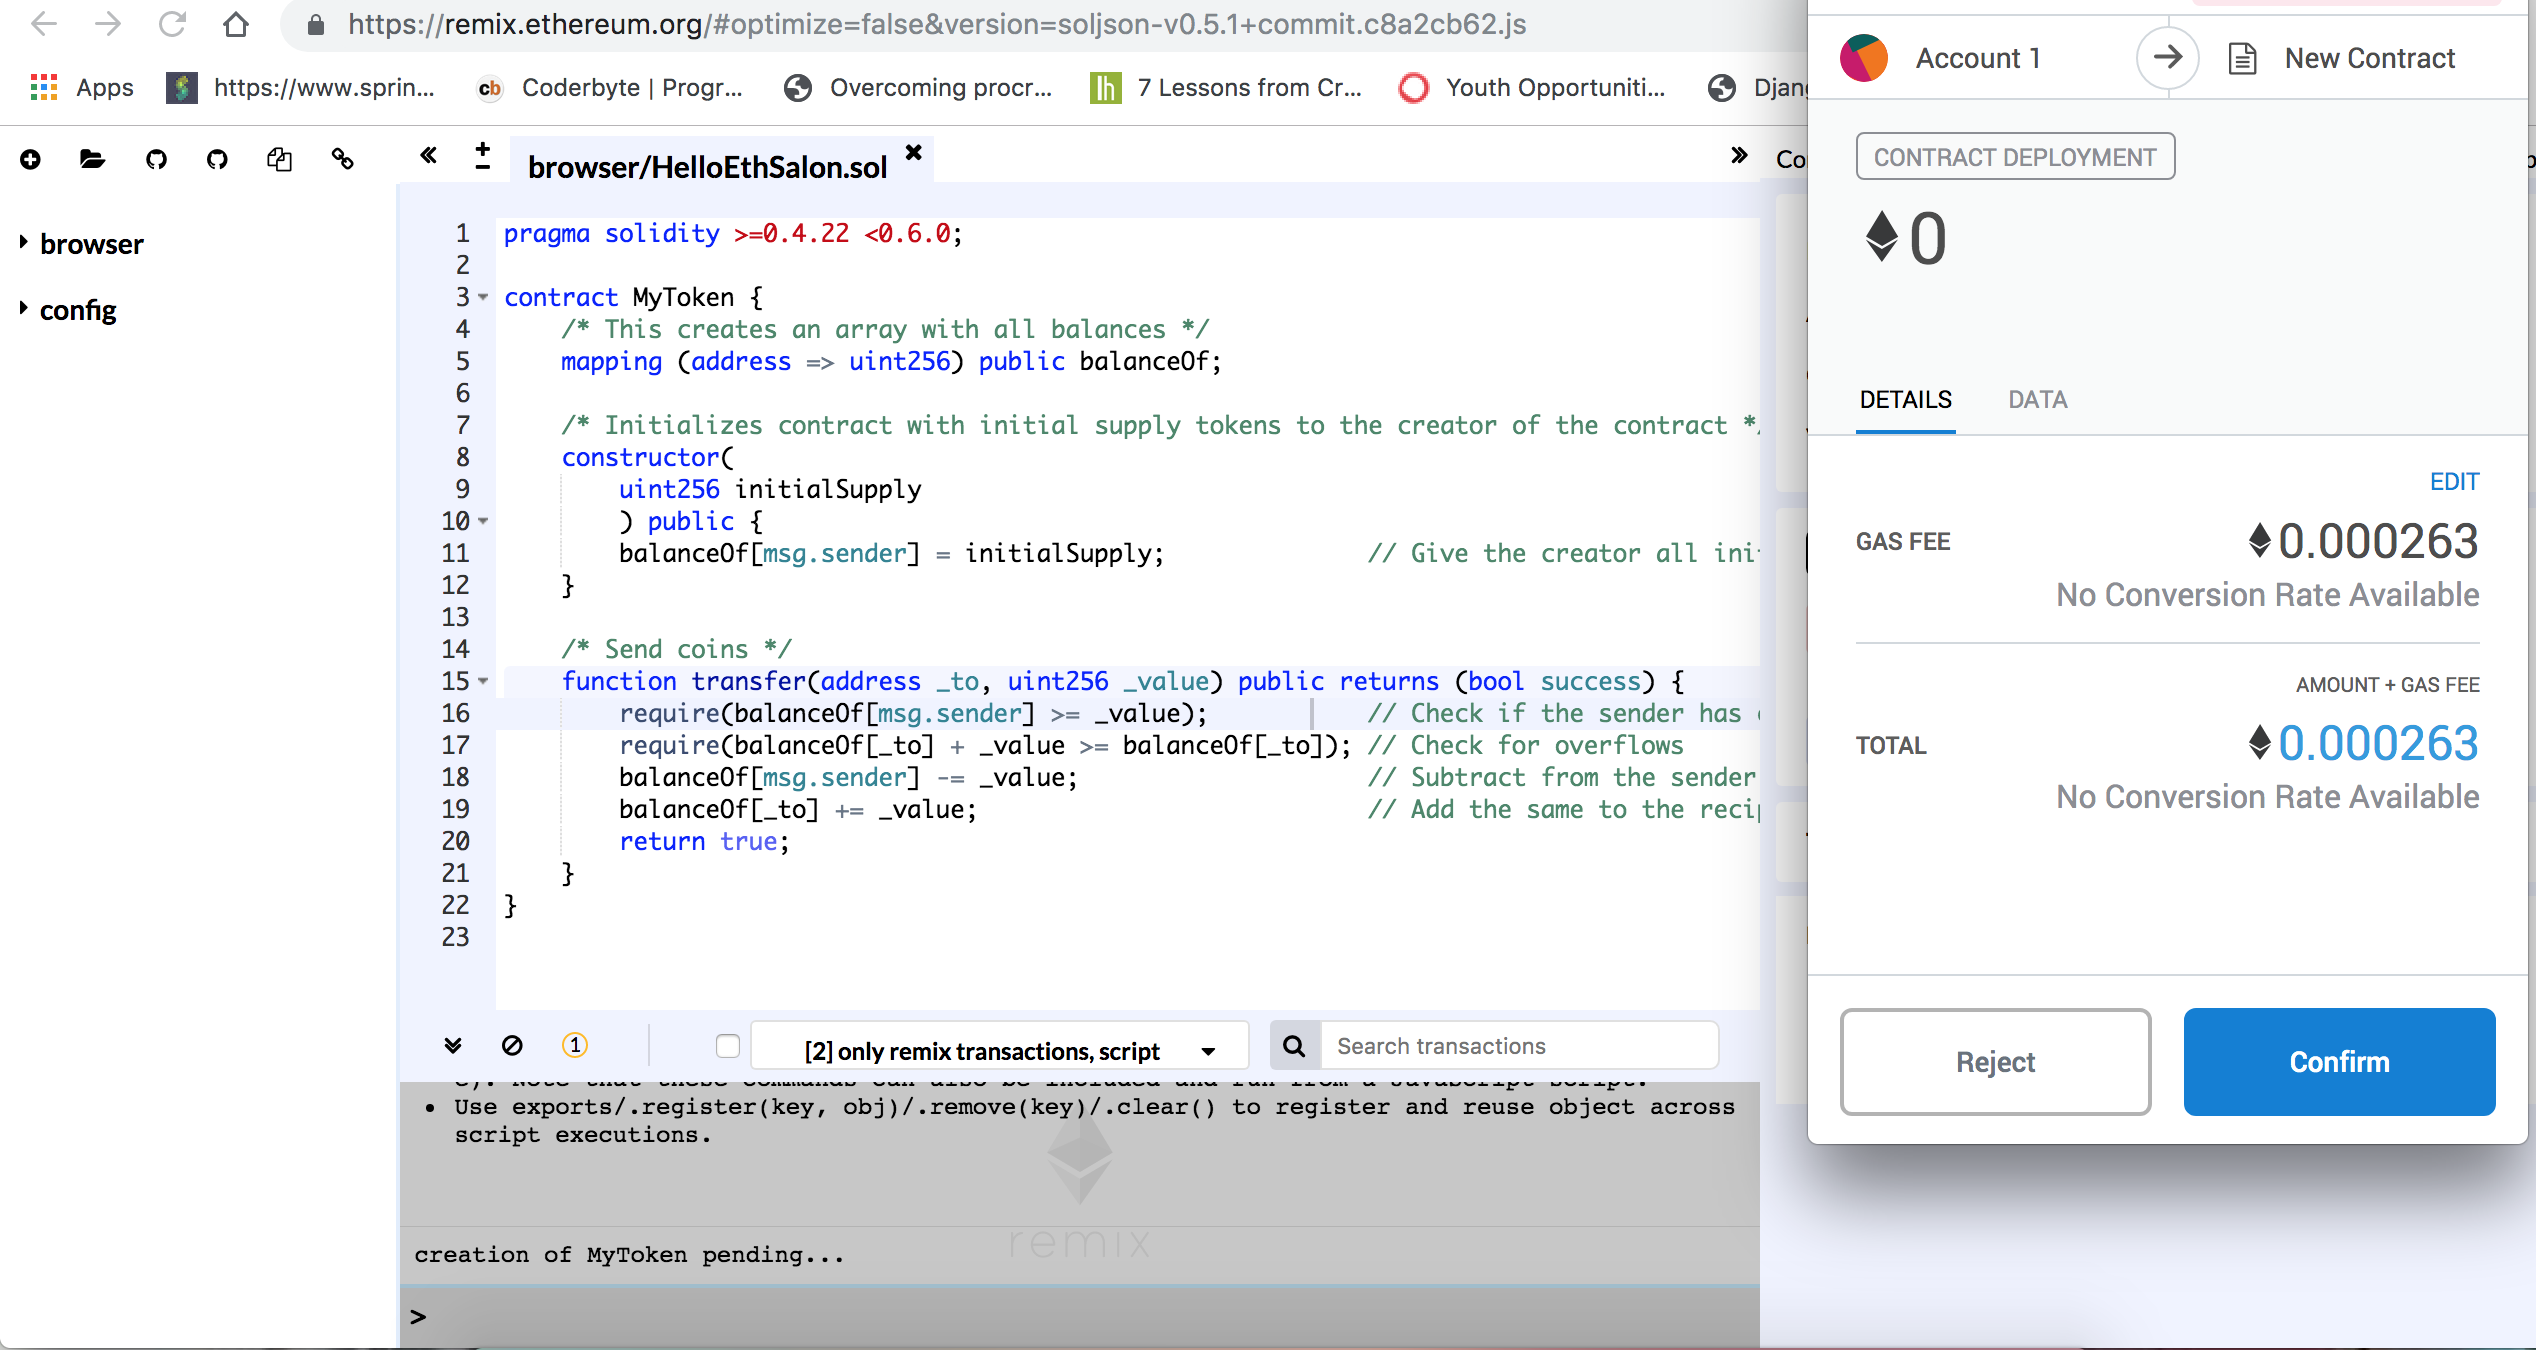 https://remix.ethereum.org/#optimize=false&version=soljson-v0.5.1+commit.c8a2cb62.js
Apps
https://www.sprin...
Coderbyte | Progr...
Overcoming procr...
7 Lessons from Cr...
Youth Opportuniti...
browser/HelloEthSalon.sol
browser
config
1 pragma solidity >=0.4.22 <0.6.0;
2
3 contract MyToken {
4 /* This creates an array with all balances */
5 mapping (address => uint256) public balanceOf;
6
7 /* Initializes contract with initial supply tokens to the creator of the contract *
8 constructor(
9 uint256 initialSupply
10 ) public {
11 balanceOf[msg.sender] = initialSupply; // Give the creator all
12 }
13
14 /* Send coins */
15 function transfer(address _to, uint256 _value) public returns (bool success) {
16 require(balanceOf[msg.sender] >= _value); // Check if the sender has
17 require(balanceOf[_to] + _value >= balanceOf[_to]); // Check for overflows
18 balanceOf[msg.sender] -= _value; // Subtract from the sender
19 balanceOf[_to] += _value; // Add the same to the
20 return true;
21 }
22 }
23
1
[2] only remix transactions, script
Search transactions
Use exports/.register(key, obj)/.remove(key)/.clear() to register and reuse object across
script executions.
remix
creation of MyToken pending...
>
Account 1
New Contract
CONTRACT DEPLOYMENT
0
DETAILS
DATA
EDIT
GAS FEE
0.000263
No Conversion Rate Available
AMOUNT + GAS FEE
TOTAL
0.000263
No Conversion Rate Available
Reject
Confirm